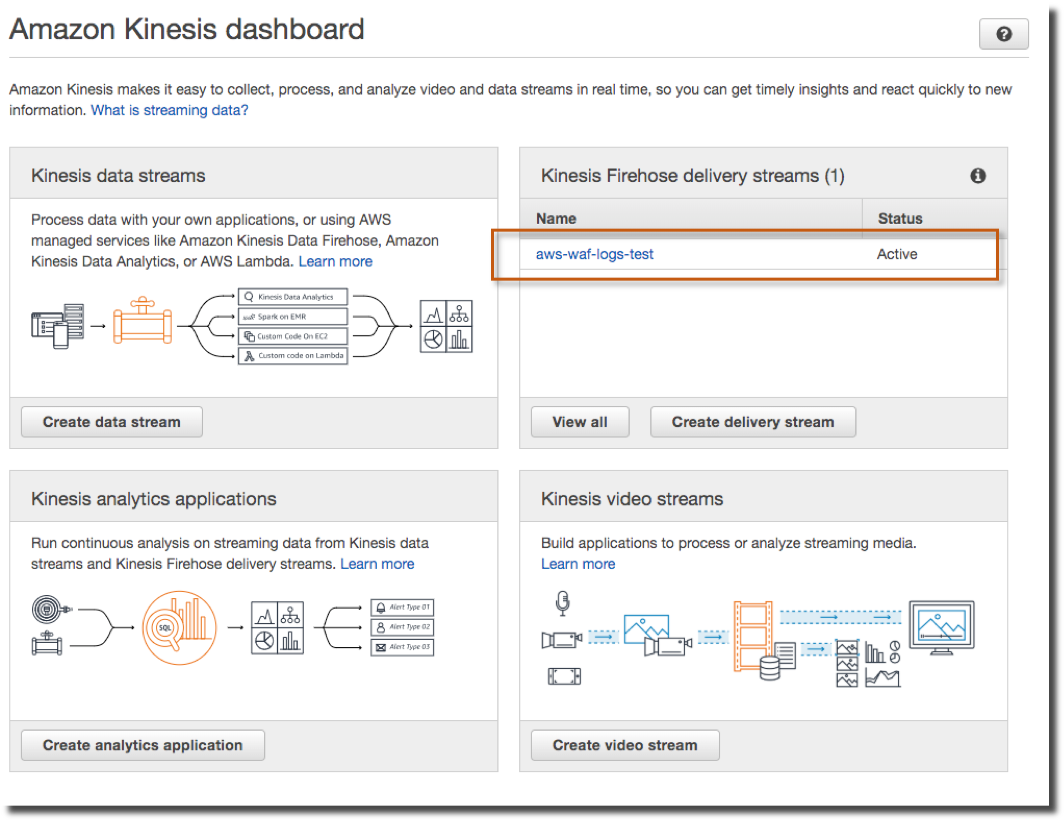 Amazon Kinesis dashboard
Amazon Kinesis makes it easy to collect, process, and analyze video and data streams in real time, so you can get timely insights and react quickly to new
information. What is streaming data?
Kinesis data streams
Process data with your own applications, or using AWS
managed services like Amazon Kinesis Data Firehose, Amazon
Kinesis Data Analytics, or AWS Lambda. Learn more
Kinesis Data Analytics
Spark on EMR
Custom Code On EC2
Custom code on Lambda
Create data stream
Kinesis Firehose delivery streams (1)
Name Status
aws-waf-logs-test Active
View all Create delivery stream
Kinesis analytics applications
Run continuous analysis on streaming data from Kinesis data
streams and Kinesis Firehose delivery streams. Learn more
SQL
Alert Type 01
Alert Type 02
Alert Type 03
Create analytics application
Kinesis video streams
Build applications to process or analyze streaming media.
Learn more
Create video stream